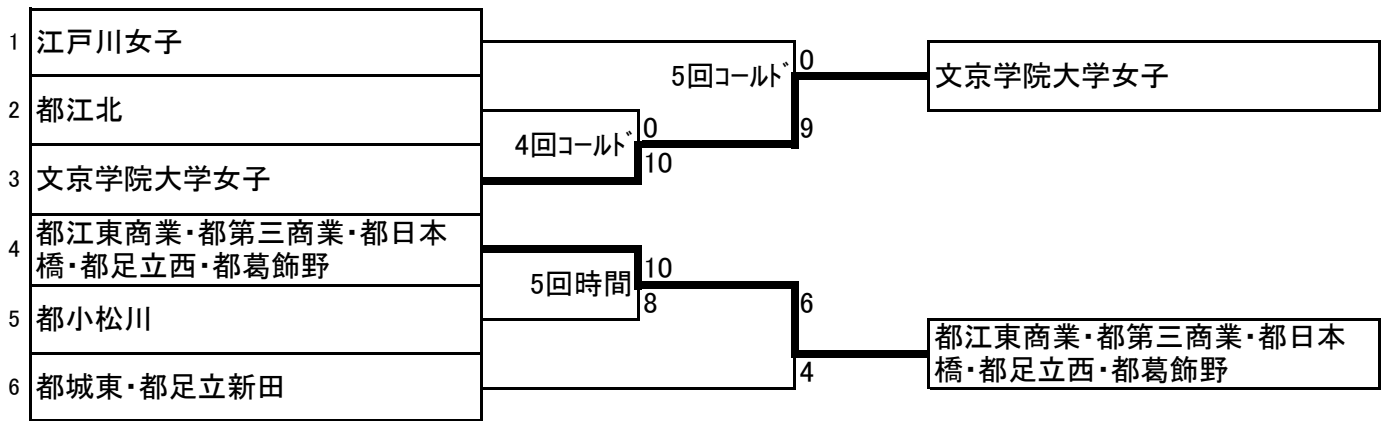 1 江戸川女子
5回ｺｰﾙﾄﾞ 0
文京学院大学女子
2 都江北
4回ｺｰﾙﾄﾞ 0
9
10
3 文京学院大学女子
4 都江東商業・都第三商業・都日本
橋・都足立西・都葛飾野
5回時間 10
8
6
5 都小松川
都江東商業・都第三商業・都日本
橋・都足立西・都葛飾野
4
6 都城東・都足立新田